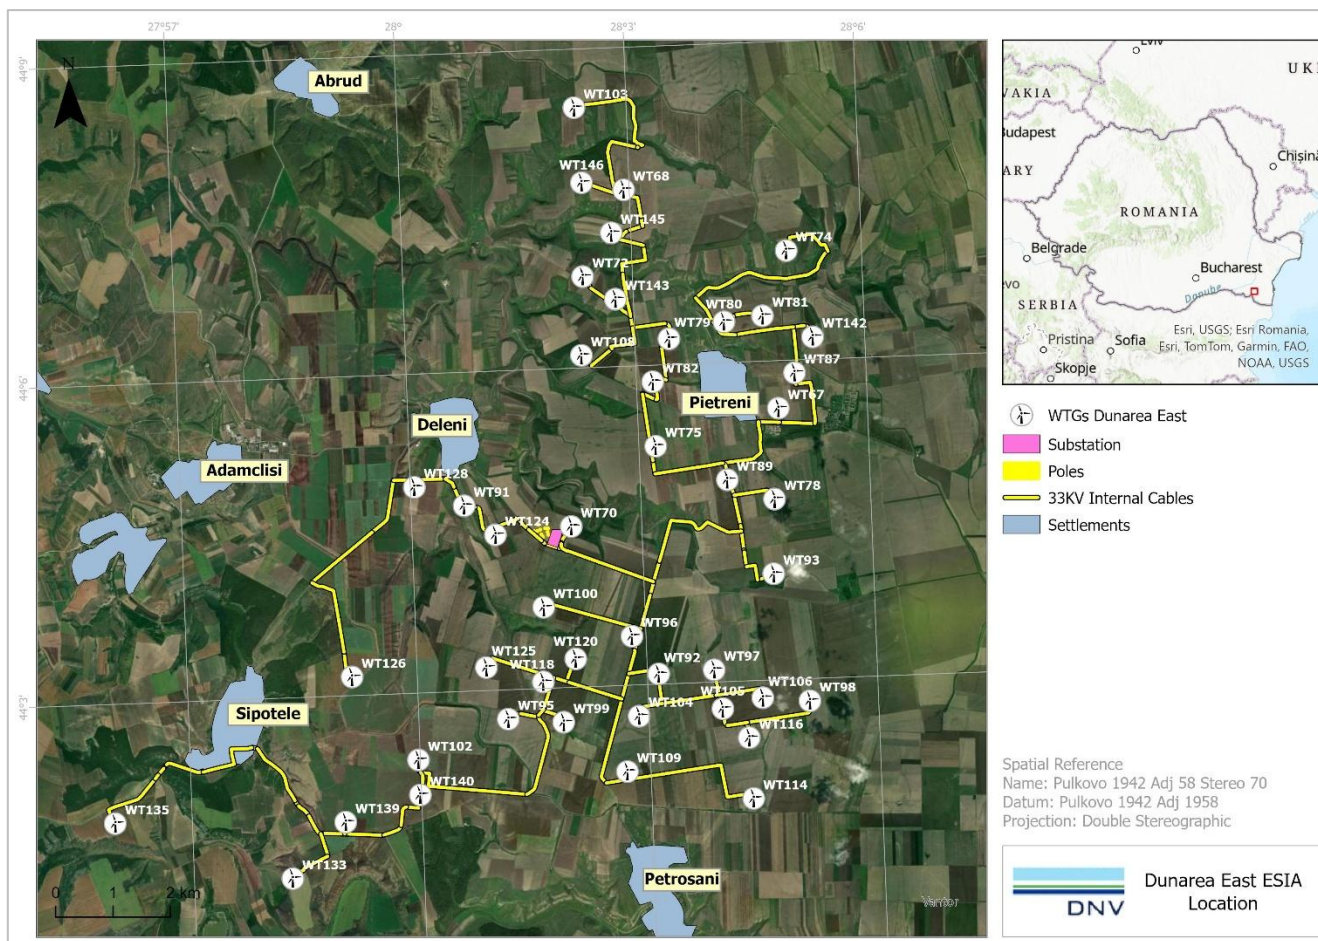 27°57'
28°
28°3'
28°6'
44°9'
44°6'
44°3'
N
Abrud
WT103
WT146
WT68
WT145
WT74
WT72
WT143
WT80
WT81
WT79
WT142
WT108
WT87
WT82
Pietreni
WT67
Deleni
WT75
Adamclisi
WT128
WT89
WT78
WT91
WT70
WT124
WT93
WT100
WT96
WT120
WT125
WT118
WT92
WT97
WT126
WT106
WT98
WT105
WT104
WT95
WT99
WT116
Sipotele
WT102
WT109
WT140
WT114
WT135
WT139
WT133
Petrosani
0 1 2 km
Vantor
Lviv
UKI
VAKIA
Budapest
Chișină
ARY
ROMANIA
Belgrade
Bucharest
evo
Danube
SERBIA
Pristina
Sofia
Skopje
Esri, USGS; Esri Romania,
Esri, TomTom, Garmin, FAO,
NOAA, USGS
WTGs Dunarea East
Substation
Poles
33KV Internal Cables
Settlements
Spatial Reference
Name: Pulkovo 1942 Adj 58 Stereo 70
Datum: Pulkovo 1942 Adj 1958
Projection: Double Stereographic
DNV
Dunarea East ESIA
Location